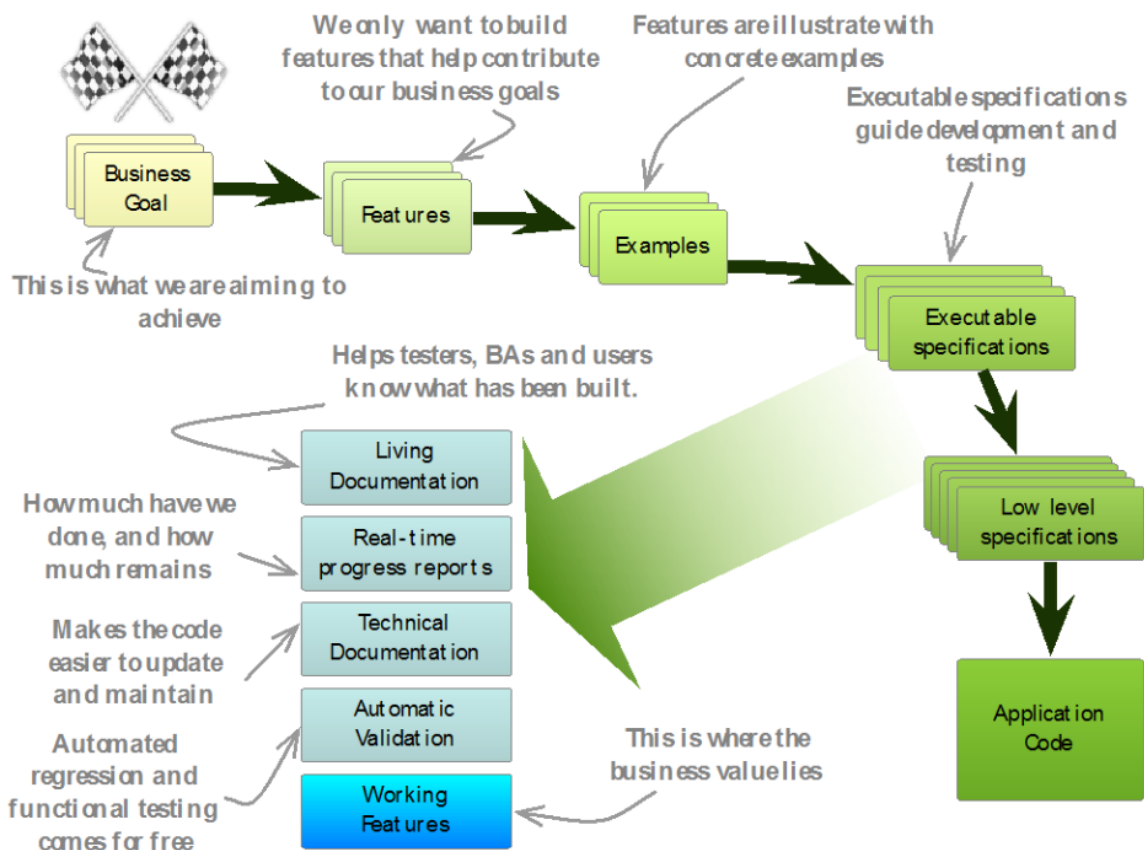 We only want to build
features that help contribute
to our business goals
Features are illustrate with
concrete examples
Executable specifications
guide development and
testing
Business
Goal
Features
Examples
Executable
specifications
This is what we are aiming to
achieve
Helps testers, BAs and users
know what has been built.
Living
Documentation
How much have we
done, and how
much remains
Real-time
progress reports
Low level
specifications
Makes the code
easier to update
and maintain
Technical
Documentation
Automatic
Validation
Automated
regression and
functional testing
comes for free
Working
Features
This is where the
business value lies
Application
Code